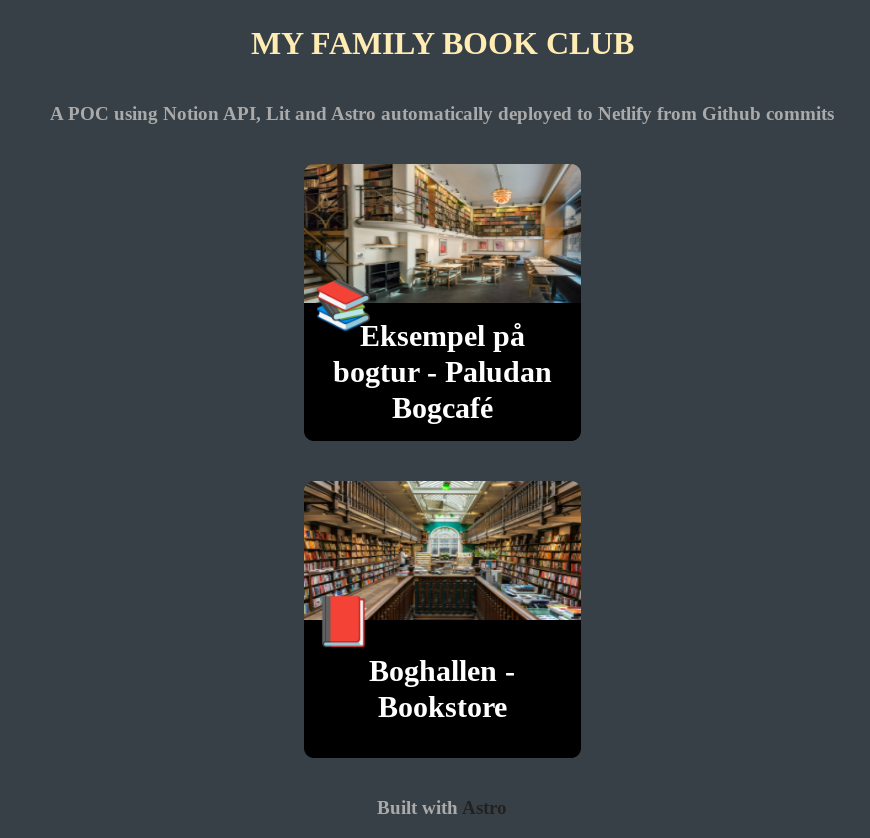 MY FAMILY BOOK CLUB
A POC using Notion API, Lit and Astro automatically deployed to Netlify from Github commits
Eksempel på
bogtur - Paludan
Bogcafé
Boghallen -
Bookstore
Built with Astro